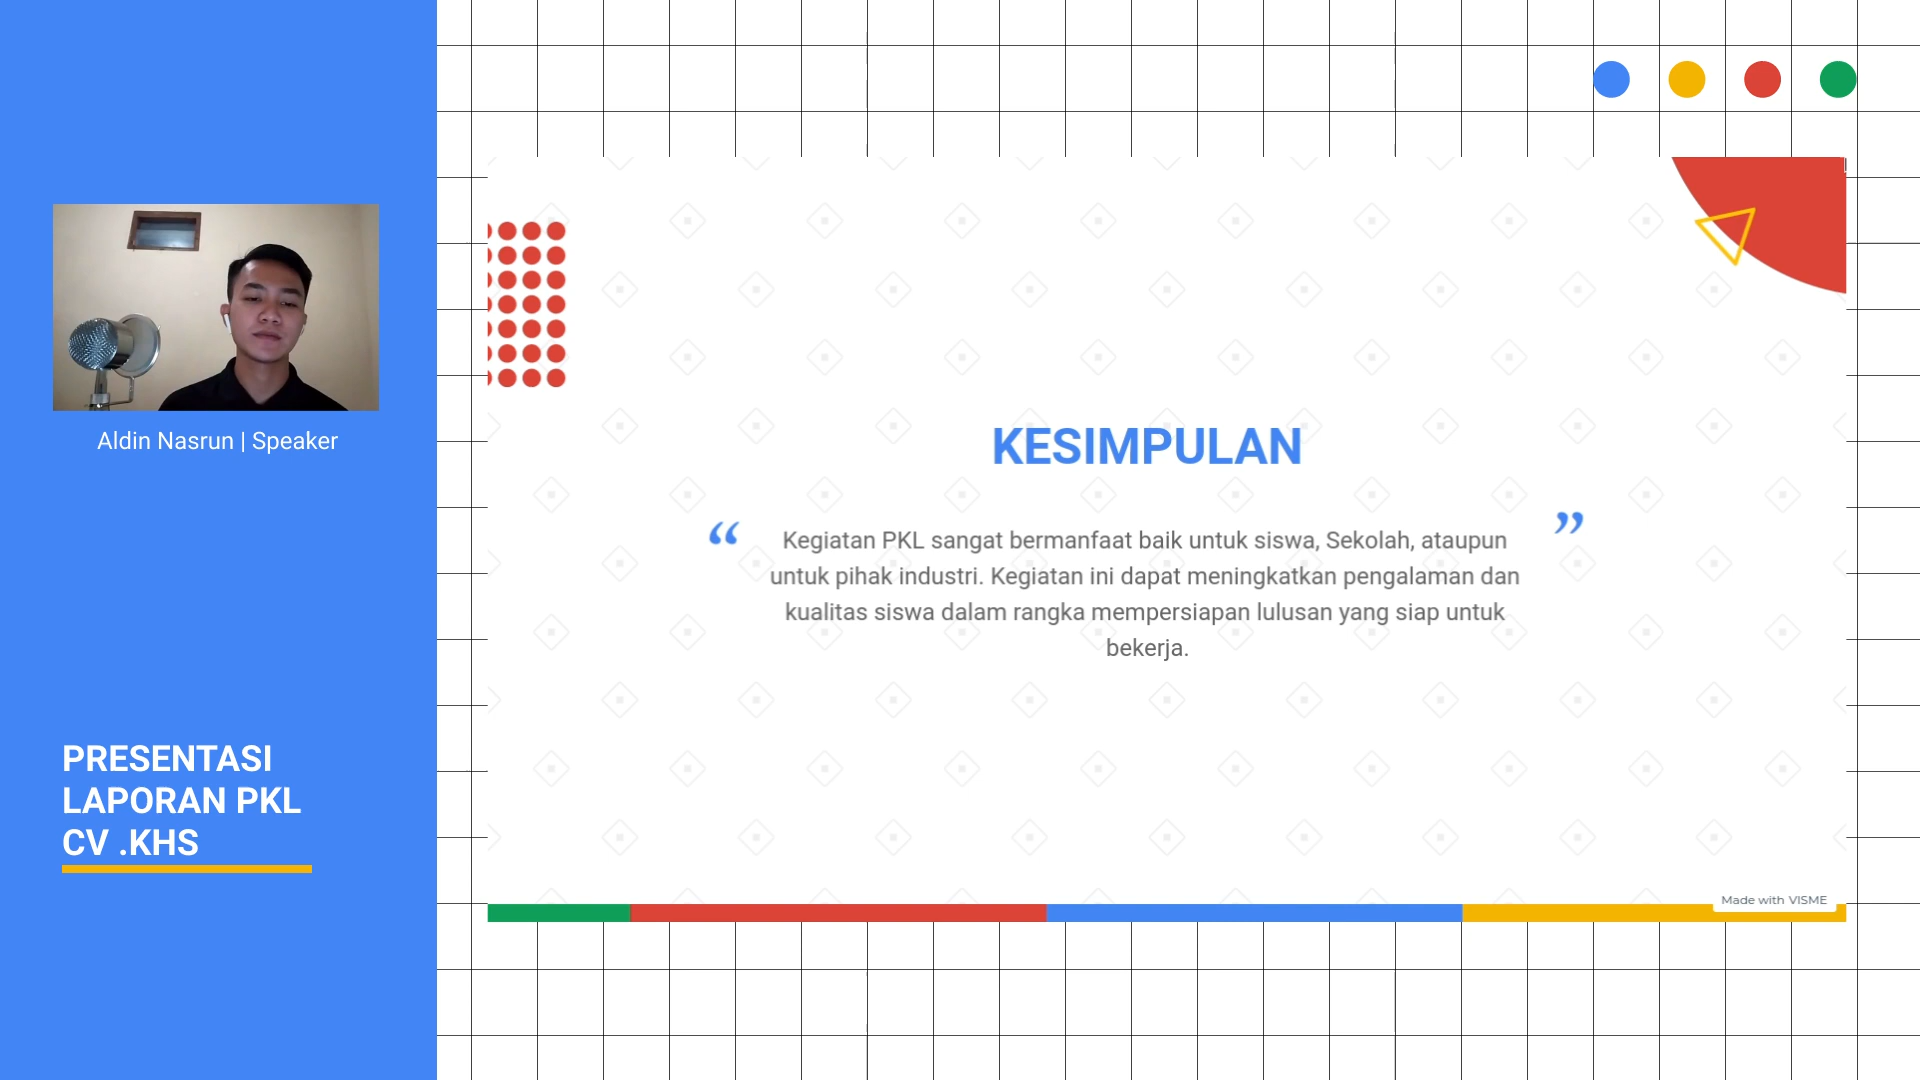 Aldin Nasrun | Speaker
PRESENTASI
LAPORAN PKL
CV .KHS
KESIMPULAN
“ Kegiatan PKL sangat bermanfaat baik untuk siswa, Sekolah, ataupun ”
untuk pihak industri. Kegiatan ini dapat meningkatkan pengalaman dan
kualitas siswa dalam rangka mempersiapan lulusan yang siap untuk
bekerja.
Made with VISME